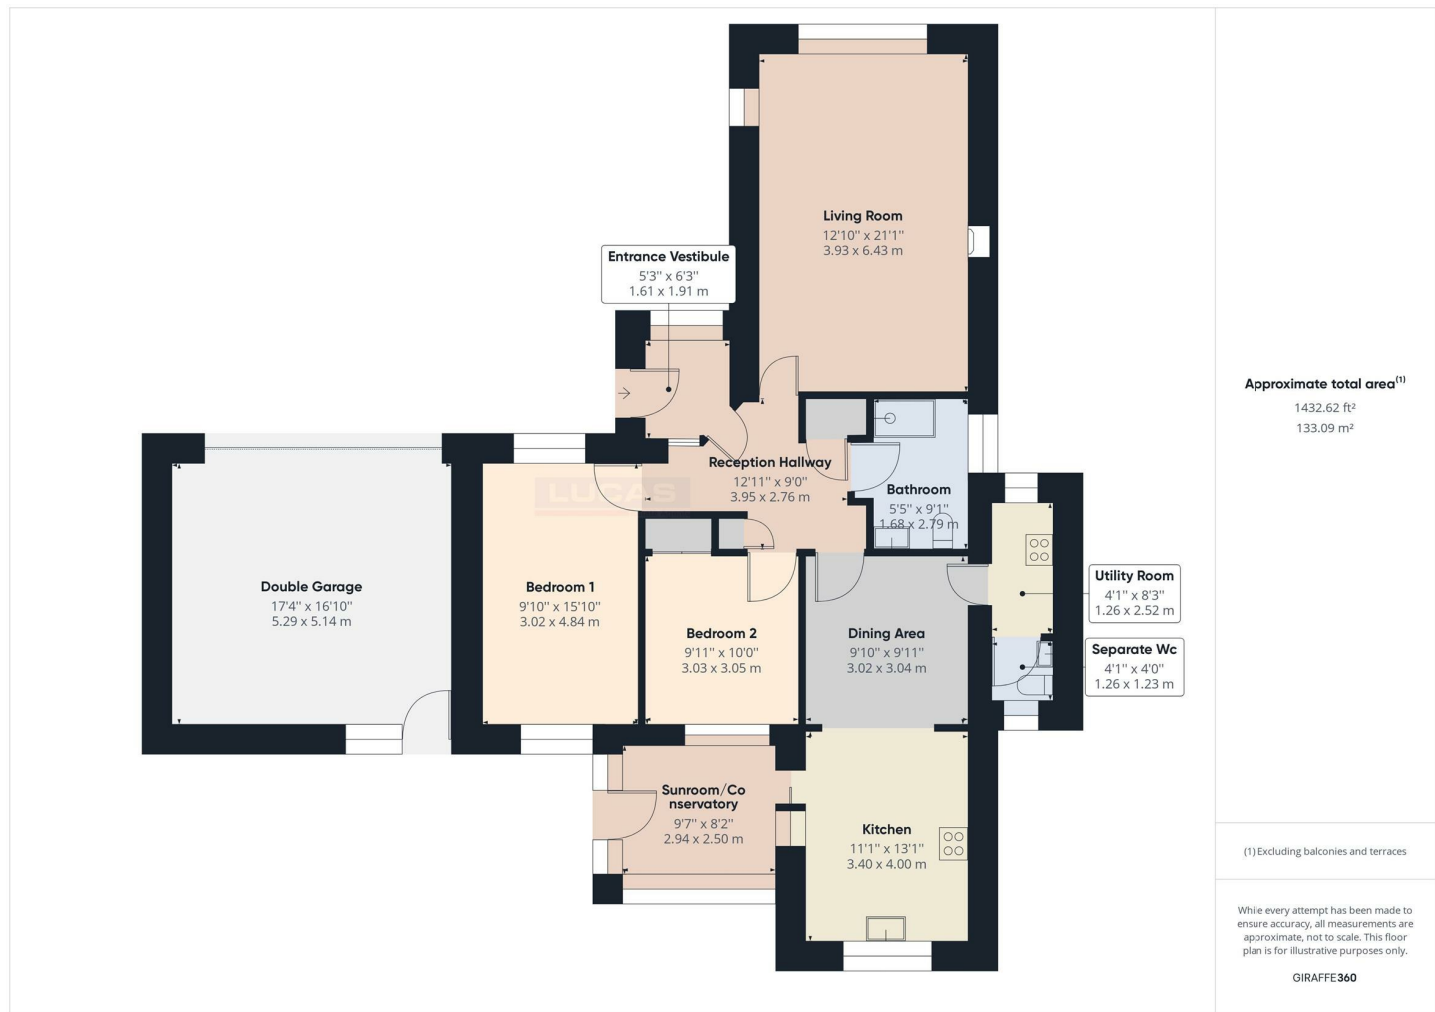 Living Room
12'10" x 21'1"
3.93 x 6.43 m
Entrance Vestibule
5'3" x 6'3"
1.61 x 1.91 m
Approximate total area(1)
1432.62 ft²
133.09 m²
Reception Hallway
12'11" x 9'0"
3.95 x 2.76 m
LUCAS
Bathroom
5'5" x 9'1"
1.68 x 2.79 m
Double Garage
17'4" x 16'10"
5.29 x 5.14 m
Bedroom 1
9'10" x 15'10"
3.02 x 4.84 m
Utility Room
4'1" x 8'3"
1.26 x 2.52 m
Bedroom 2
9'11" x 10'0"
3.03 x 3.05 m
Dining Area
9'10" x 9'11"
3.02 x 3.04 m
Separate Wc
4'1" x 4'0"
1.26 x 1.23 m
Sunroom/Co
nservatory
9'7" x 8'2"
2.94 x 2.50 m
Kitchen
11'1" x 13'1"
3.40 x 4.00 m
(1) Excluding balconies and terraces
While every attempt has been made to
ensure accuracy, all measurements are
approximate, not to scale. This floor
plan is for illustrative purposes only.
GIRAFFE360